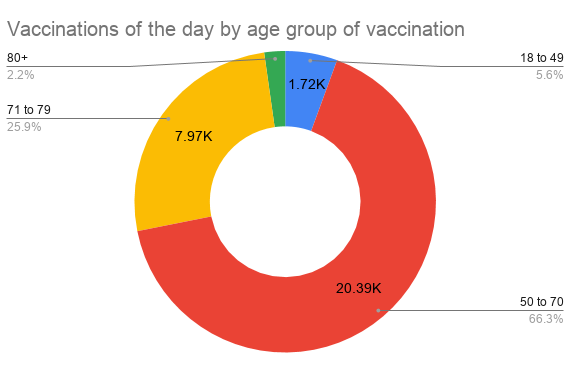 Vaccinations of the day by age group of vaccination
80+
2.2%
18 to 49
5.6%
1.72K
71 to 79
25.9%
7.97K
20.39K
50 to 70
66.3%